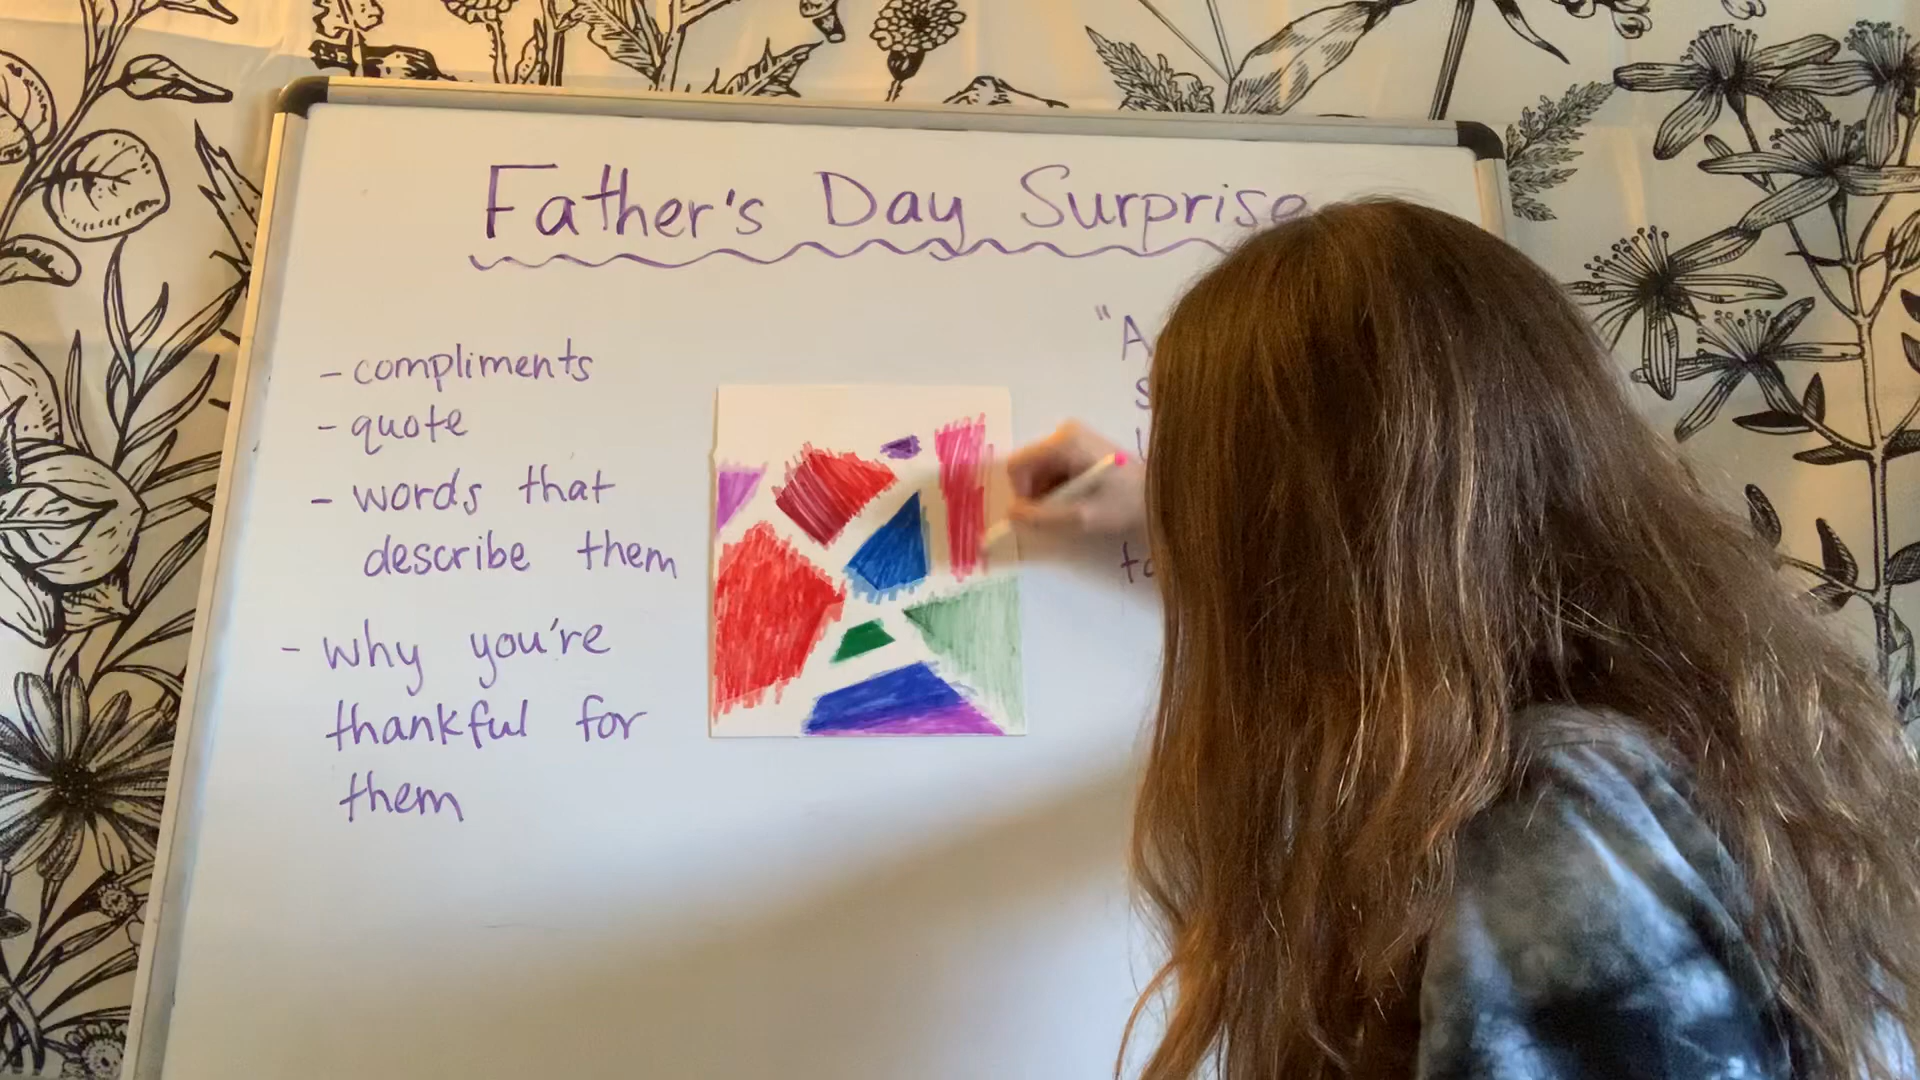 Father's Day Surprise
- compliments
- quote
- words that
describe them
- why you're
thankful for
them
"A